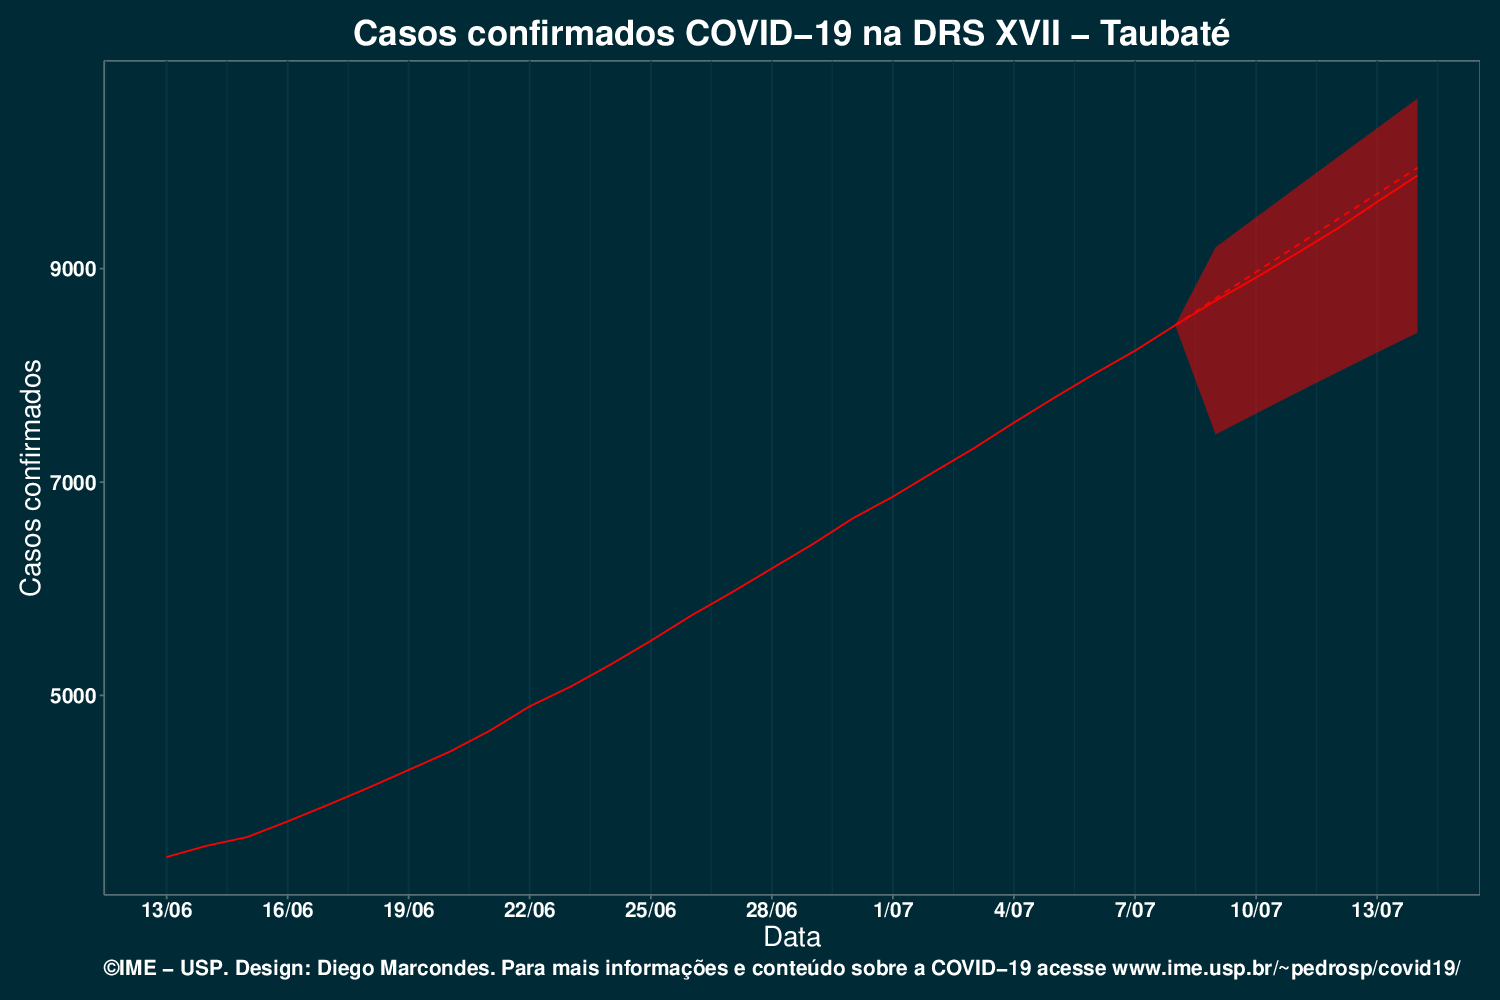 Casos confirmados COVID−19 na DRS XVII − Taubaté
Casos confirmados
9000
7000
5000
13/06 16/06 19/06 22/06 25/06 28/06 1/07 4/07 7/07 10/07 13/07
Data
©IME − USP. Design: Diego Marcondes. Para mais informações e conteúdo sobre a COVID−19 acesse www.ime.usp.br/~pedrosp/covid19/